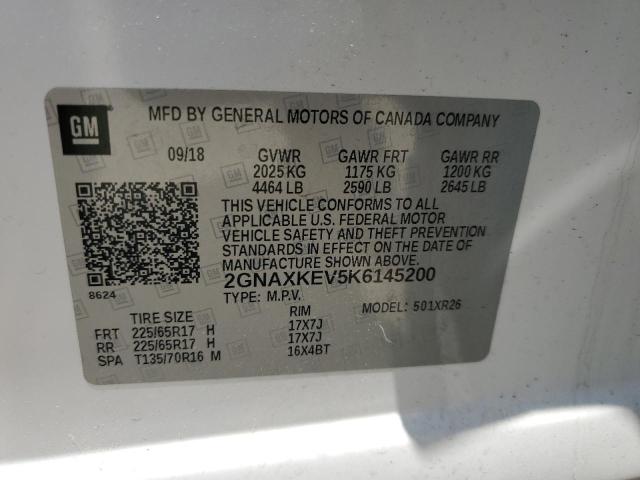 GM
MFD BY GENERAL MOTORS OF CANADA COMPANY
09/18 GVWR GAWR FRT GAWR RR
2025 KG 1175 KG 1200 KG
4464 LB 2590 LB 2645 LB
THIS VEHICLE CONFORMS TO ALL
APPLICABLE U.S. FEDERAL MOTOR
VEHICLE SAFETY AND THEFT PREVENTION
STANDARDS IN EFFECT ON THE DATE OF
MANUFACTURE SHOWN ABOVE.
8624 2GNAXKEV5K6145200
TYPE: M.P.V. MODEL: 501XR26
TIRE SIZE RIM
FRT 225/65R17 H 17X7J
RR 225/65R17 H 17X7J
SPA T135/70R16 M 16X4BT